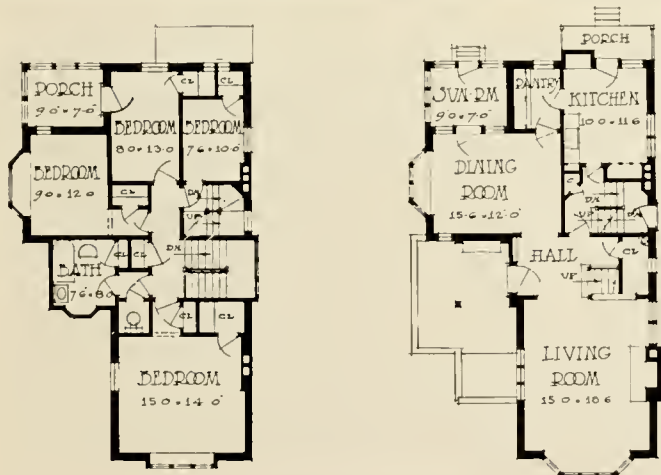 PORCH
9·0"×7·0"
CL
CL
BEDROOM
8·0×13·0
BEDROOM
7·6×10·0
BEDROOM
9·0×12·0
CL
DN
UP
DN
BATH
7·6×8·0
CL
CL
CL
CL
BEDROOM
15·0×14·0
PORCH
SUN·RM
9·0×7·0
PANTRY
KITCHEN
10·0×11·6
DINING
ROOM
15·6×12·0
C
DN
UP
DN
HALL
UP
CL
LIVING
ROOM
15·0×18·6